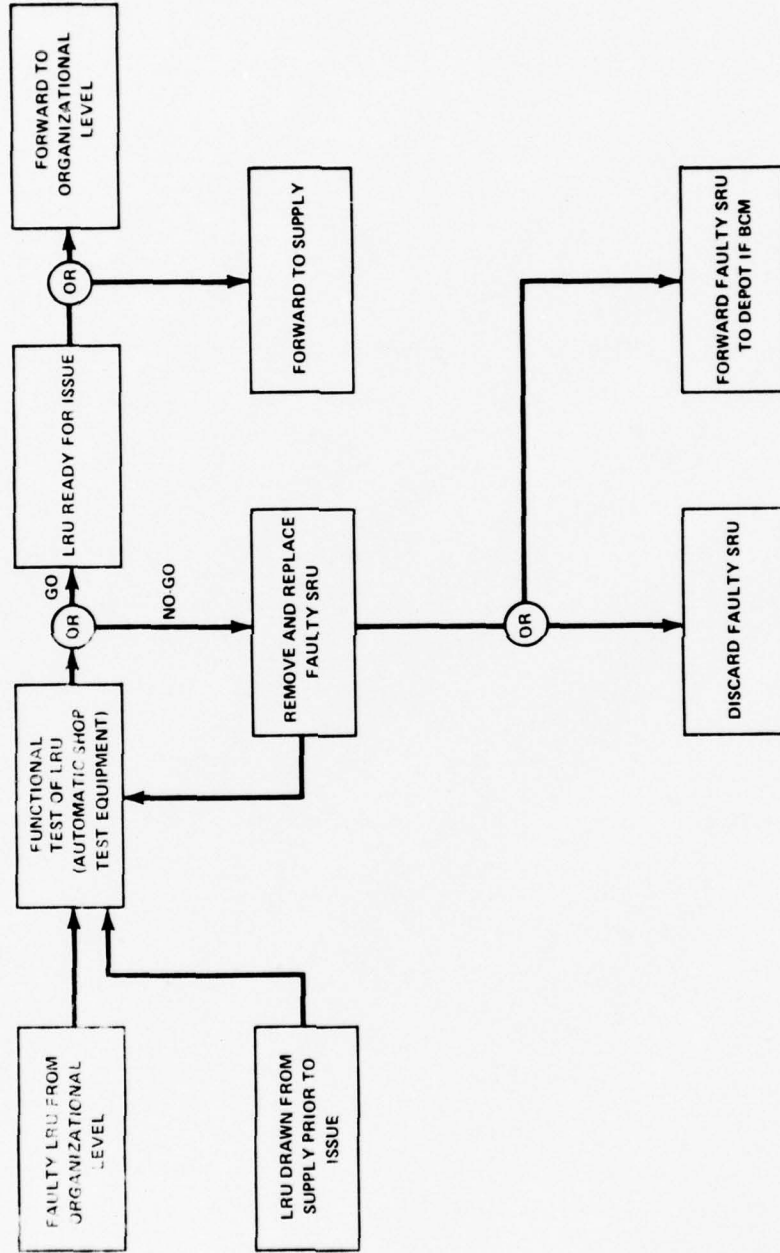 FAULTY LRU FROM
ORGANIZATIONAL
LEVEL
FUNCTIONAL
TEST OF LRU
(AUTOMATIC SHOP
TEST EQUIPMENT)
OR
GO
LRU READY FOR ISSUE
OR
FORWARD TO
ORGANIZATIONAL
LEVEL
LRU DRAWN FROM
SUPPLY PRIOR TO
ISSUE
NO-GO
REMOVE AND REPLACE
FAULTY SRU
FORWARD TO SUPPLY
OR
DISCARD FAULTY SRU
FORWARD FAULTY SRU
TO DEPOT IF BCM